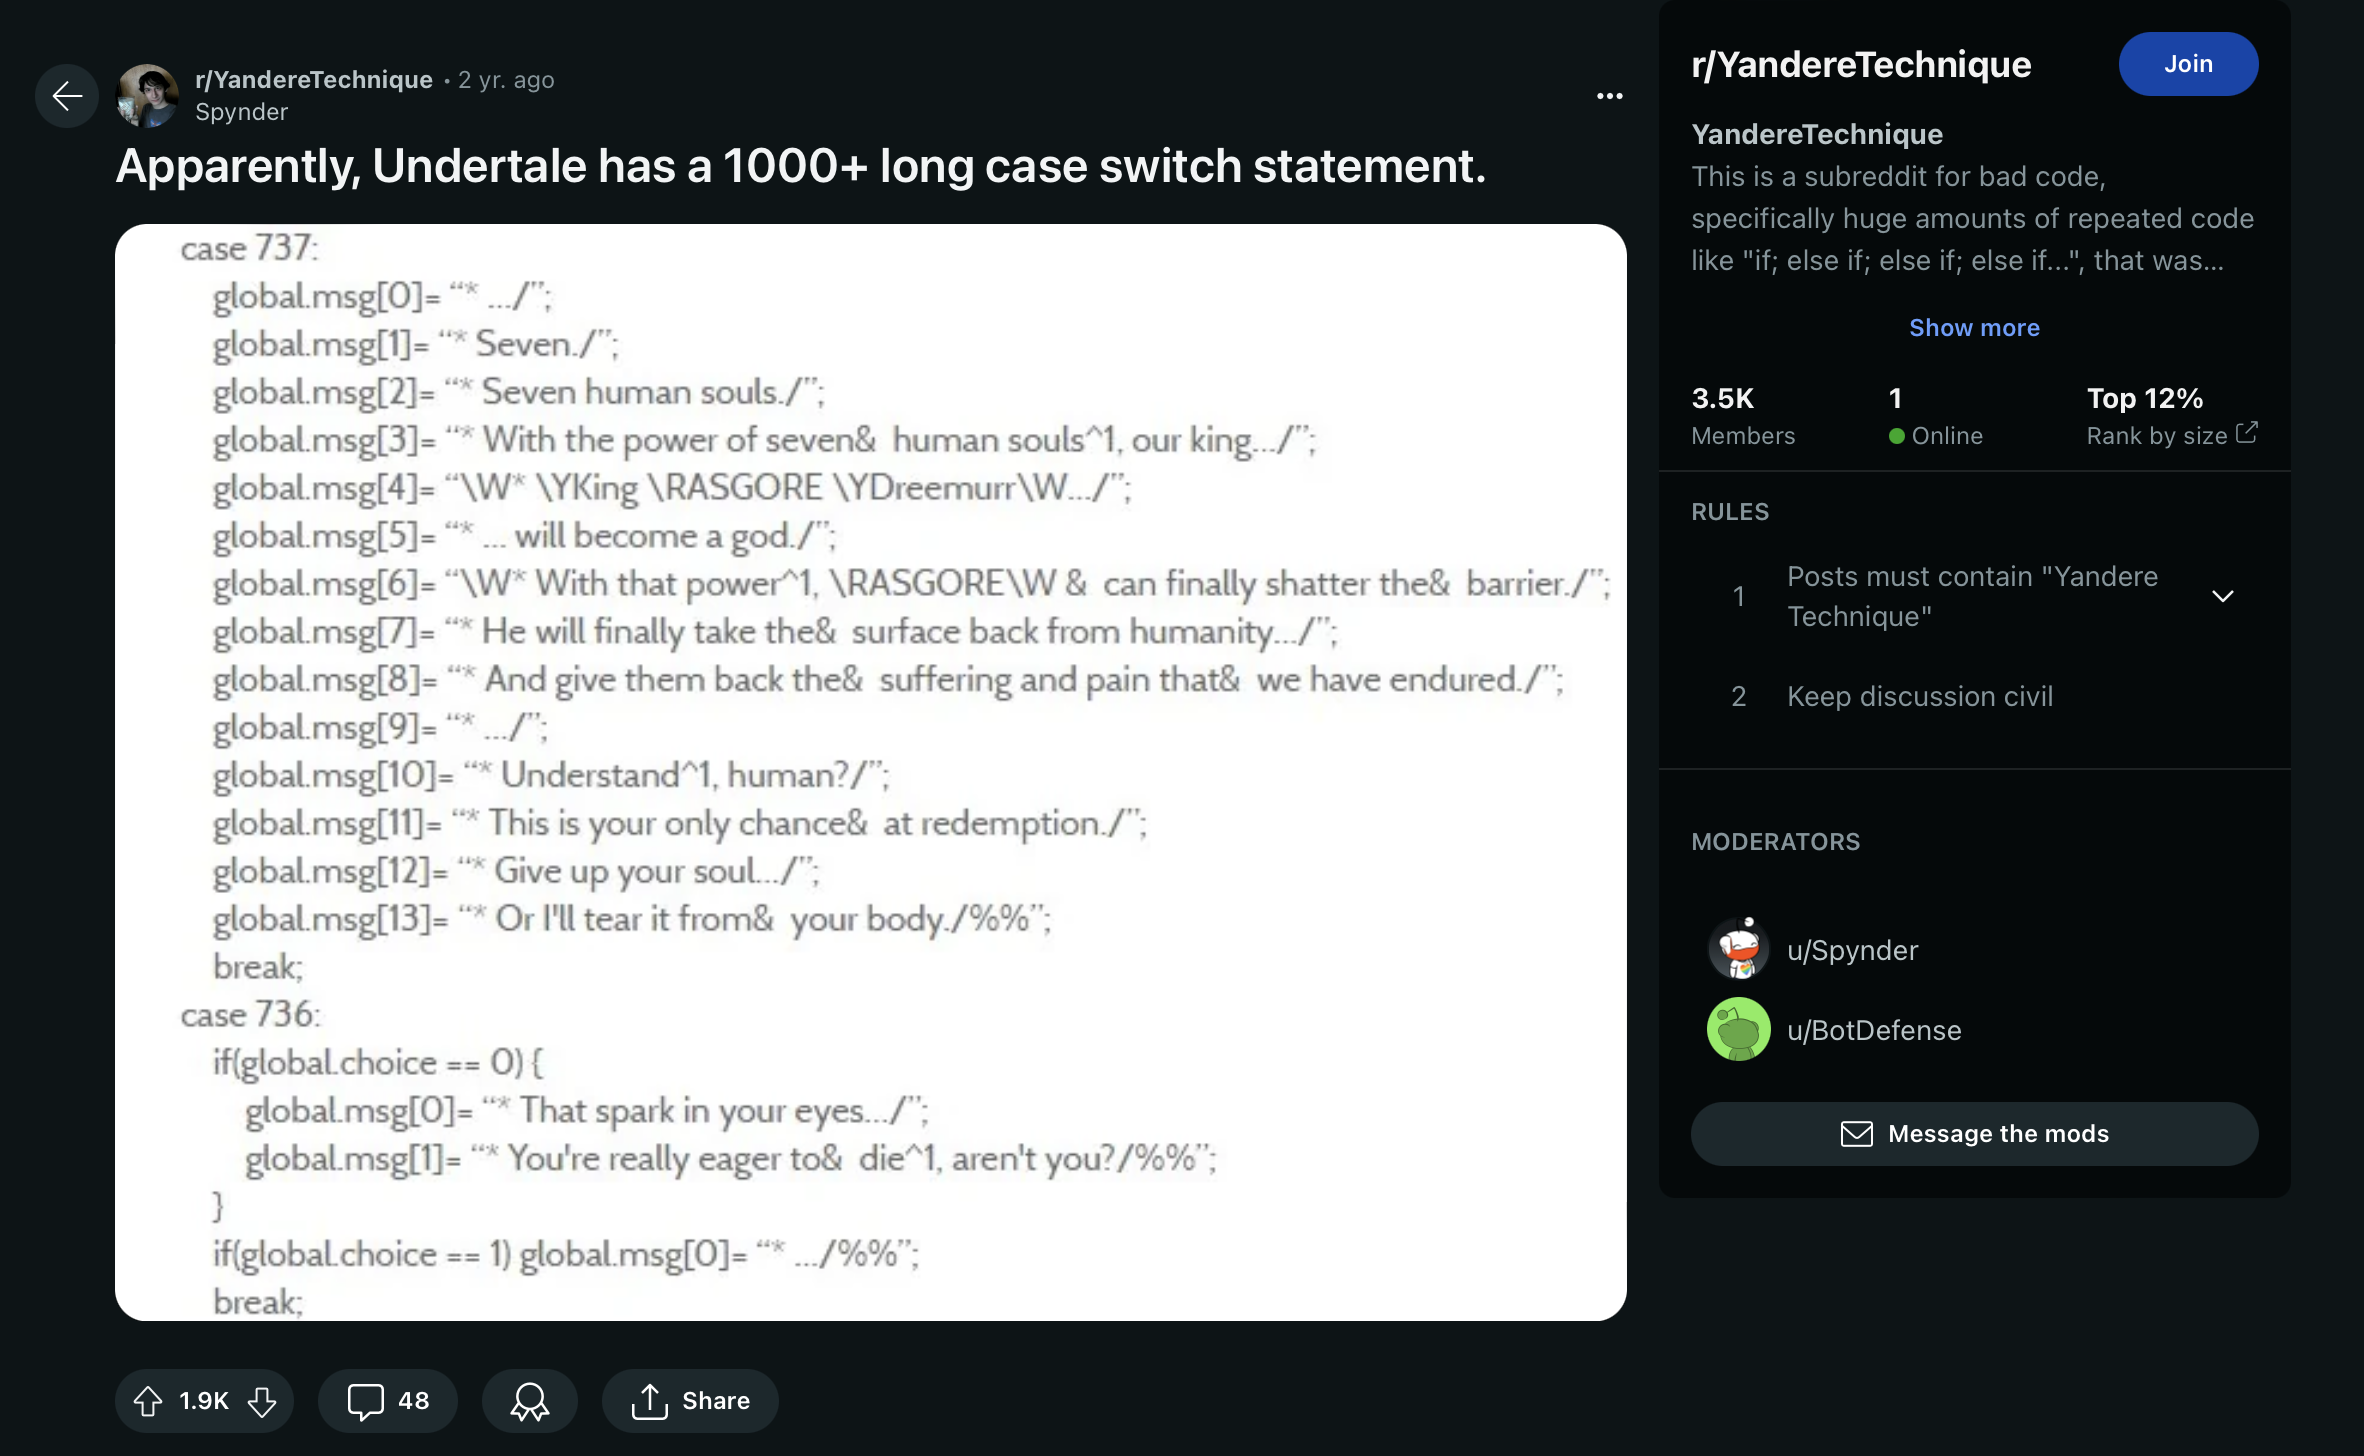 r/YandereTechnique • 2 yr. ago
Spynder
Apparently, Undertale has a 1000+ long case switch statement.
case 737:
global.msg[0]= “* .../”;
global.msg[1]= “* Seven./”;
global.msg[2]= “* Seven human souls./”;
global.msg[3]= “* With the power of seven&  human souls^1, our king.../”;
global.msg[4]= “\W* \YKing \RASGORE \YDreemurr\W.../”;
global.msg[5]= “* ... will become a god./”;
global.msg[6]= “\W* With that power^1, \RASGORE\W &  can finally shatter the&  barrier./”;
global.msg[7]= “* He will finally take the&  surface back from humanity.../”;
global.msg[8]= “* And give them back the&  suffering and pain that&  we have endured./”;
global.msg[9]= “* .../”;
global.msg[10]= “* Understand^1, human?/”;
global.msg[11]= “* This is your only chance&  at redemption./”;
global.msg[12]= “* Give up your soul.../”;
global.msg[13]= “* Or I'll tear it from&  your body./%%”;
break;
case 736:
if(global.choice == 0) {
global.msg[0]= “* That spark in your eyes.../”;
global.msg[1]= “* You're really eager to&  die^1, aren't you?/%%”;
}
if(global.choice == 1) global.msg[0]= “* .../%%”;
break;
1.9K
48
Share
r/YandereTechnique
Join
YandereTechnique
This is a subreddit for bad code,
specifically huge amounts of repeated code
like "if; else if; else if; else if...", that was...
Show more
3.5K
Members
1
Online
Top 12%
Rank by size
RULES
1 Posts must contain "Yandere
Technique"
2 Keep discussion civil
MODERATORS
u/Spynder
u/BotDefense
Message the mods